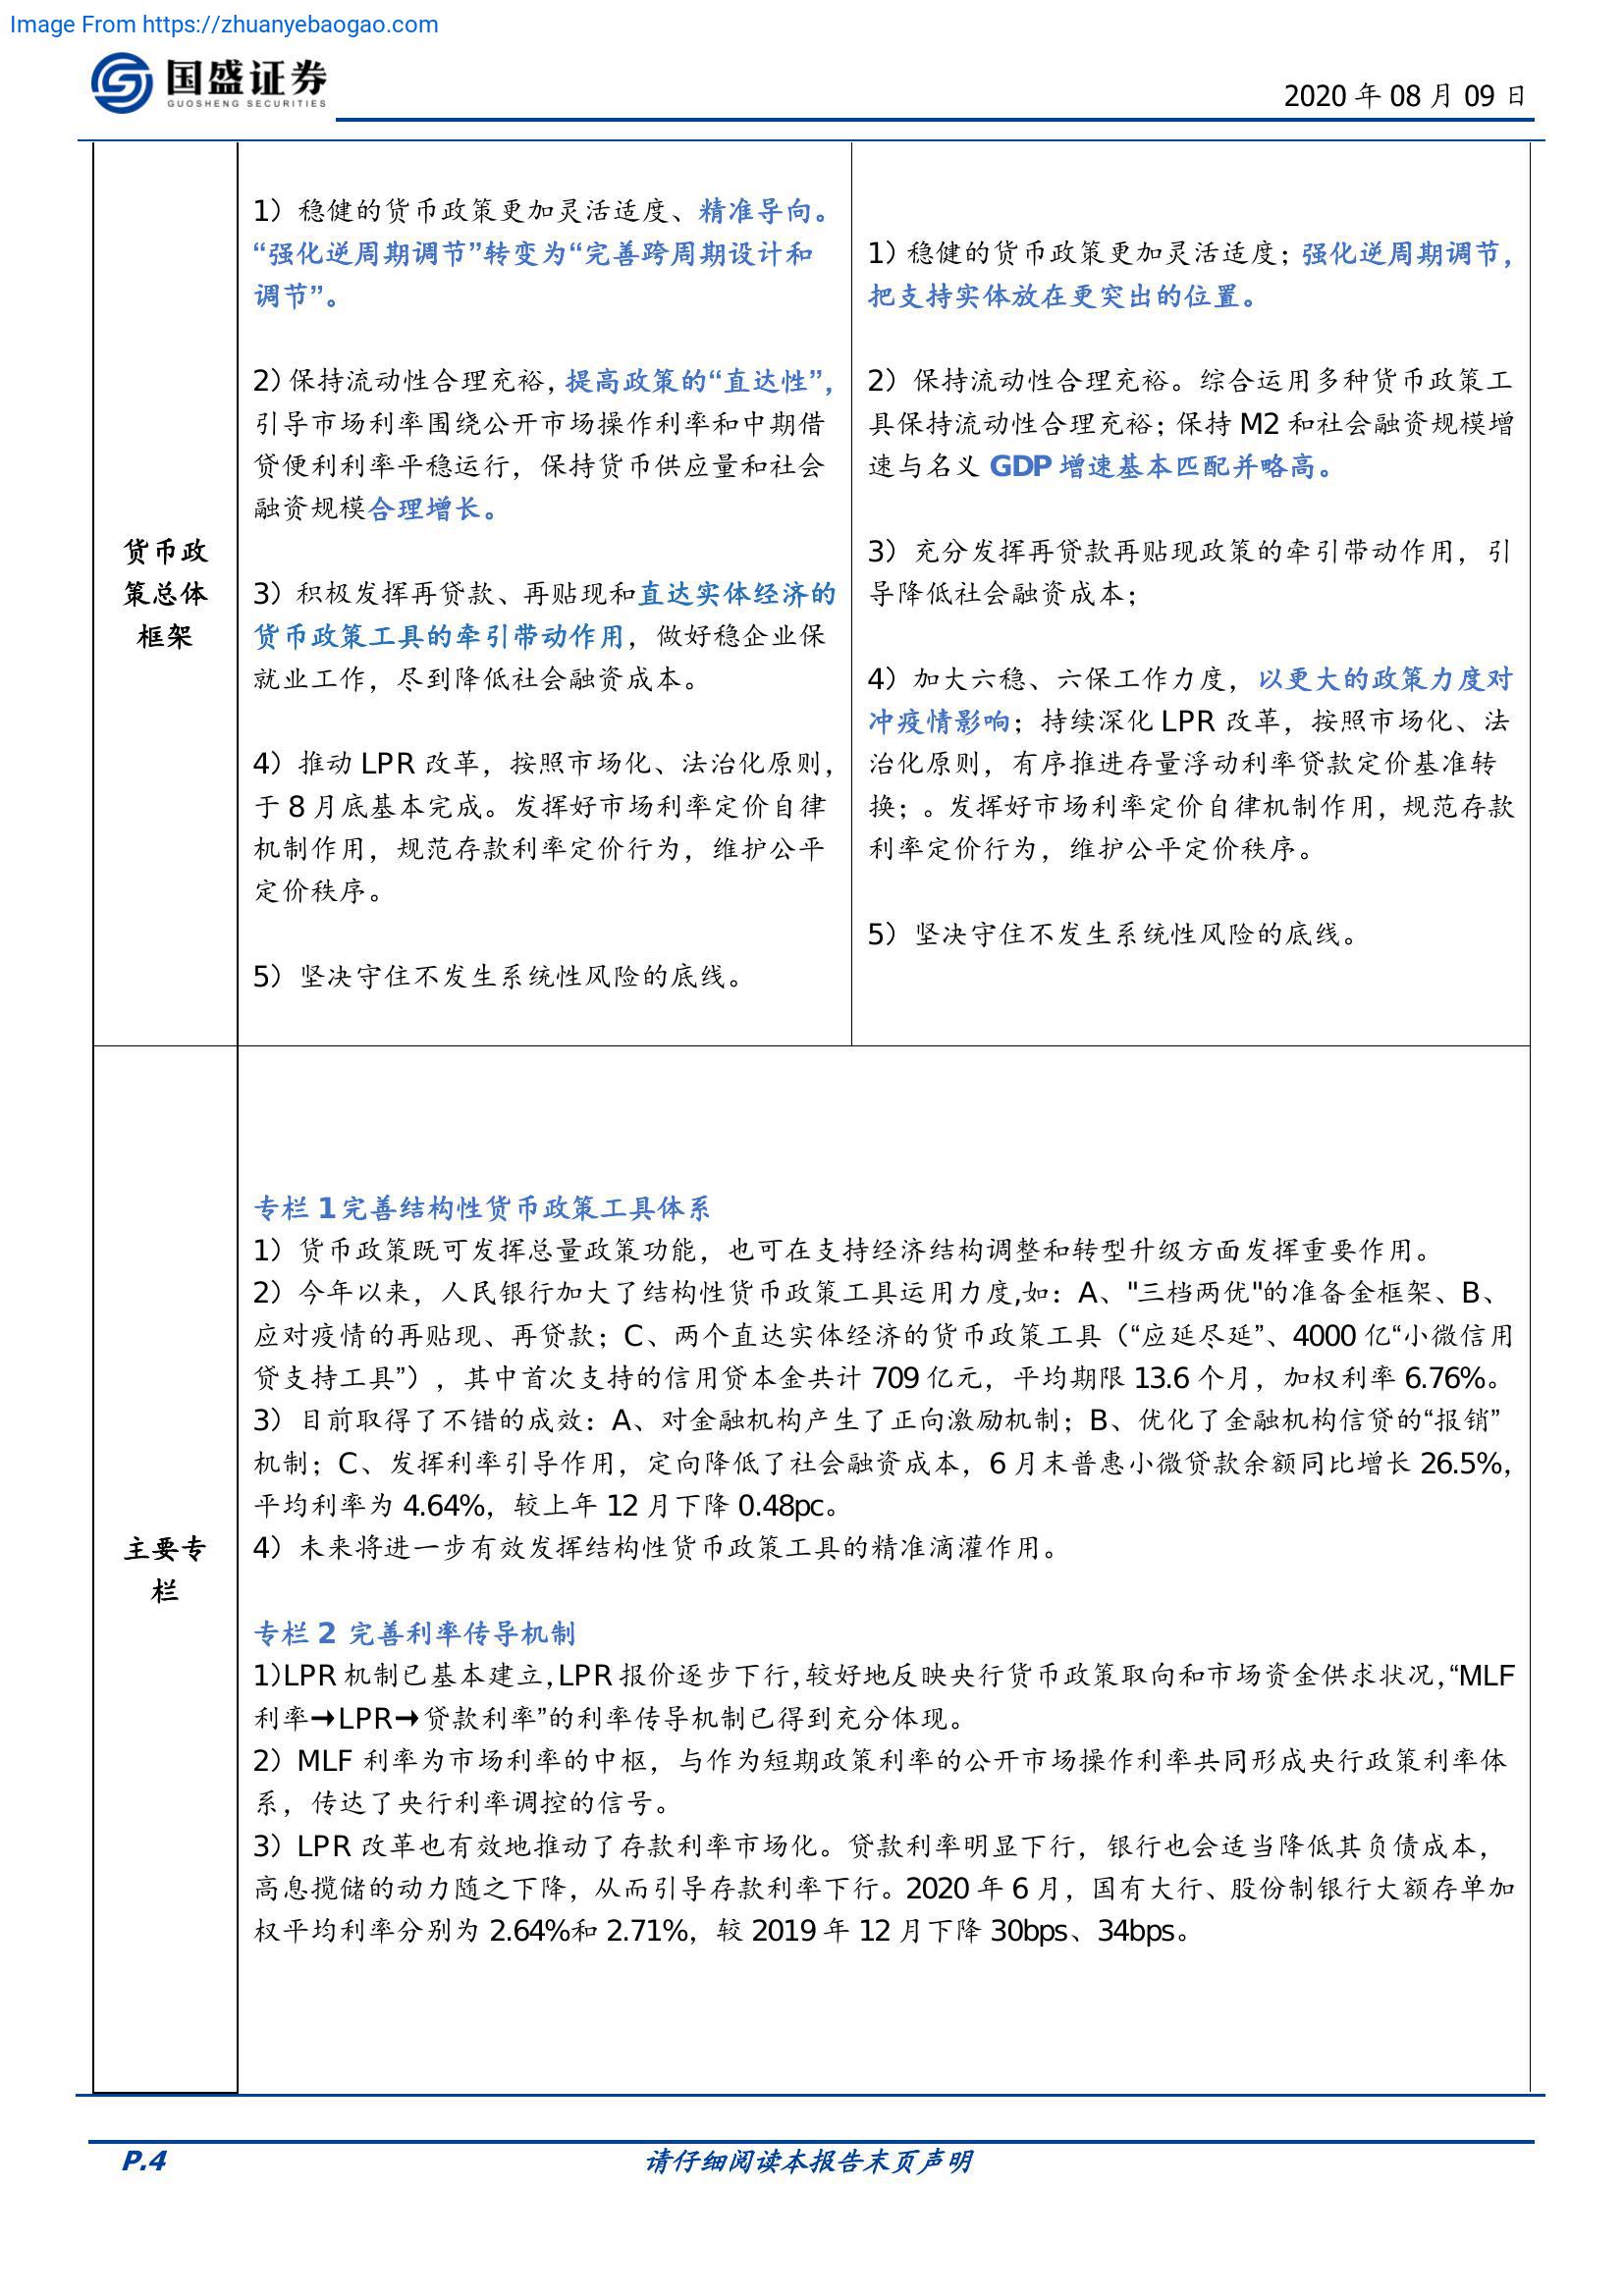 Image From https://zhuanyebaogao.com
国盛证券
GUOSHENG SECURITIES
2020 年 08 月 09 日
货币政
策总体
框架
1）稳健的货币政策更加灵活适度、精准导向。
“强化逆周期调节”转变为“完善跨周期设计和
调节”。
2）保持流动性合理充裕，提高政策的“直达性”，
引导市场利率围绕公开市场操作利率和中期借
贷便利利率平稳运行，保持货币供应量和社会
融资规模合理增长。
3）积极发挥再贷款、再贴现和直达实体经济的
货币政策工具的牵引带动作用，做好稳企业保
就业工作，尽到降低社会融资成本。
4）推动 LPR 改革，按照市场化、法治化原则，
于 8 月底基本完成。发挥好市场利率定价自律
机制作用，规范存款利率定价行为，维护公平
定价秩序。
5）坚决守住不发生系统性风险的底线。
1）稳健的货币政策更加灵活适度；强化逆周期调节，
把支持实体放在更突出的位置。
2）保持流动性合理充裕。综合运用多种货币政策工
具保持流动性合理充裕；保持 M2 和社会融资规模增
速与名义 GDP 增速基本匹配并略高。
3）充分发挥再贷款再贴现政策的牵引带动作用，引
导降低社会融资成本；
4）加大六稳、六保工作力度，以更大的政策力度对
冲疫情影响；持续深化 LPR 改革，按照市场化、法
治化原则，有序推进存量浮动利率贷款定价基准转
换；。发挥好市场利率定价自律机制作用，规范存款
利率定价行为，维护公平定价秩序。
5）坚决守住不发生系统性风险的底线。
主要专
栏
专栏 1 完善结构性货币政策工具体系
1）货币政策既可发挥总量政策功能，也可在支持经济结构调整和转型升级方面发挥重要作用。
2）今年以来，人民银行加大了结构性货币政策工具运用力度,如：A、"三档两优"的准备金框架、B、
应对疫情的再贴现、再贷款；C、两个直达实体经济的货币政策工具（“应延尽延”、4000 亿“小微信用
贷支持工具”），其中首次支持的信用贷本金共计 709 亿元，平均期限 13.6 个月，加权利率 6.76%。
3）目前取得了不错的成效：A、对金融机构产生了正向激励机制；B、优化了金融机构信贷的“报销”
机制；C、发挥利率引导作用，定向降低了社会融资成本，6 月末普惠小微贷款余额同比增长 26.5%，
平均利率为 4.64%，较上年 12 月下降 0.48pc。
4）未来将进一步有效发挥结构性货币政策工具的精准滴灌作用。
专栏 2 完善利率传导机制
1）LPR 机制已基本建立，LPR 报价逐步下行，较好地反映央行货币政策取向和市场资金供求状况，“MLF
利率→LPR→贷款利率”的利率传导机制已得到充分体现。
2）MLF 利率为市场利率的中枢，与作为短期政策利率的公开市场操作利率共同形成央行政策利率体
系，传达了央行利率调控的信号。
3）LPR 改革也有效地推动了存款利率市场化。贷款利率明显下行，银行也会适当降低其负债成本，
高息揽储的动力随之下降，从而引导存款利率下行。2020 年 6 月，国有大行、股份制银行大额存单加
权平均利率分别为 2.64%和 2.71%，较 2019 年 12 月下降 30bps、34bps。
P.4
请仔细阅读本报告末页声明